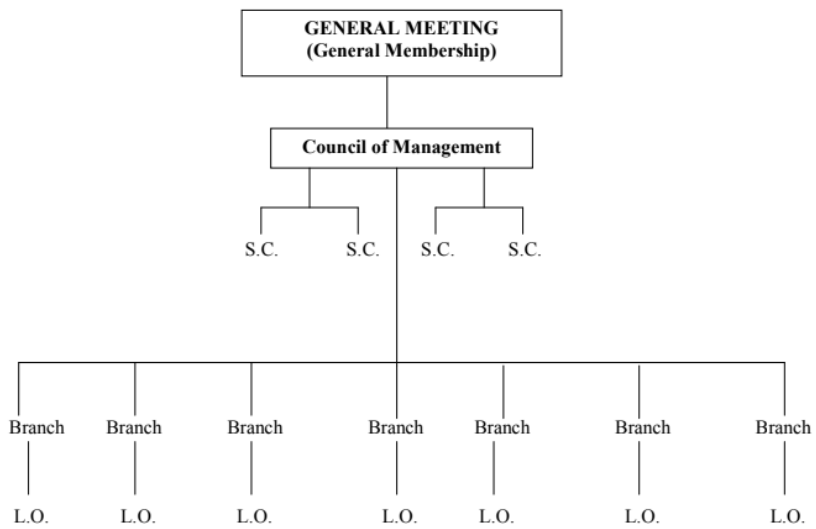 GENERAL MEETING
(General Membership)
Council of Management
S.C. S.C. S.C. S.C.
Branch Branch Branch Branch Branch Branch Branch
L.O. L.O. L.O. L.O. L.O. L.O. L.O.